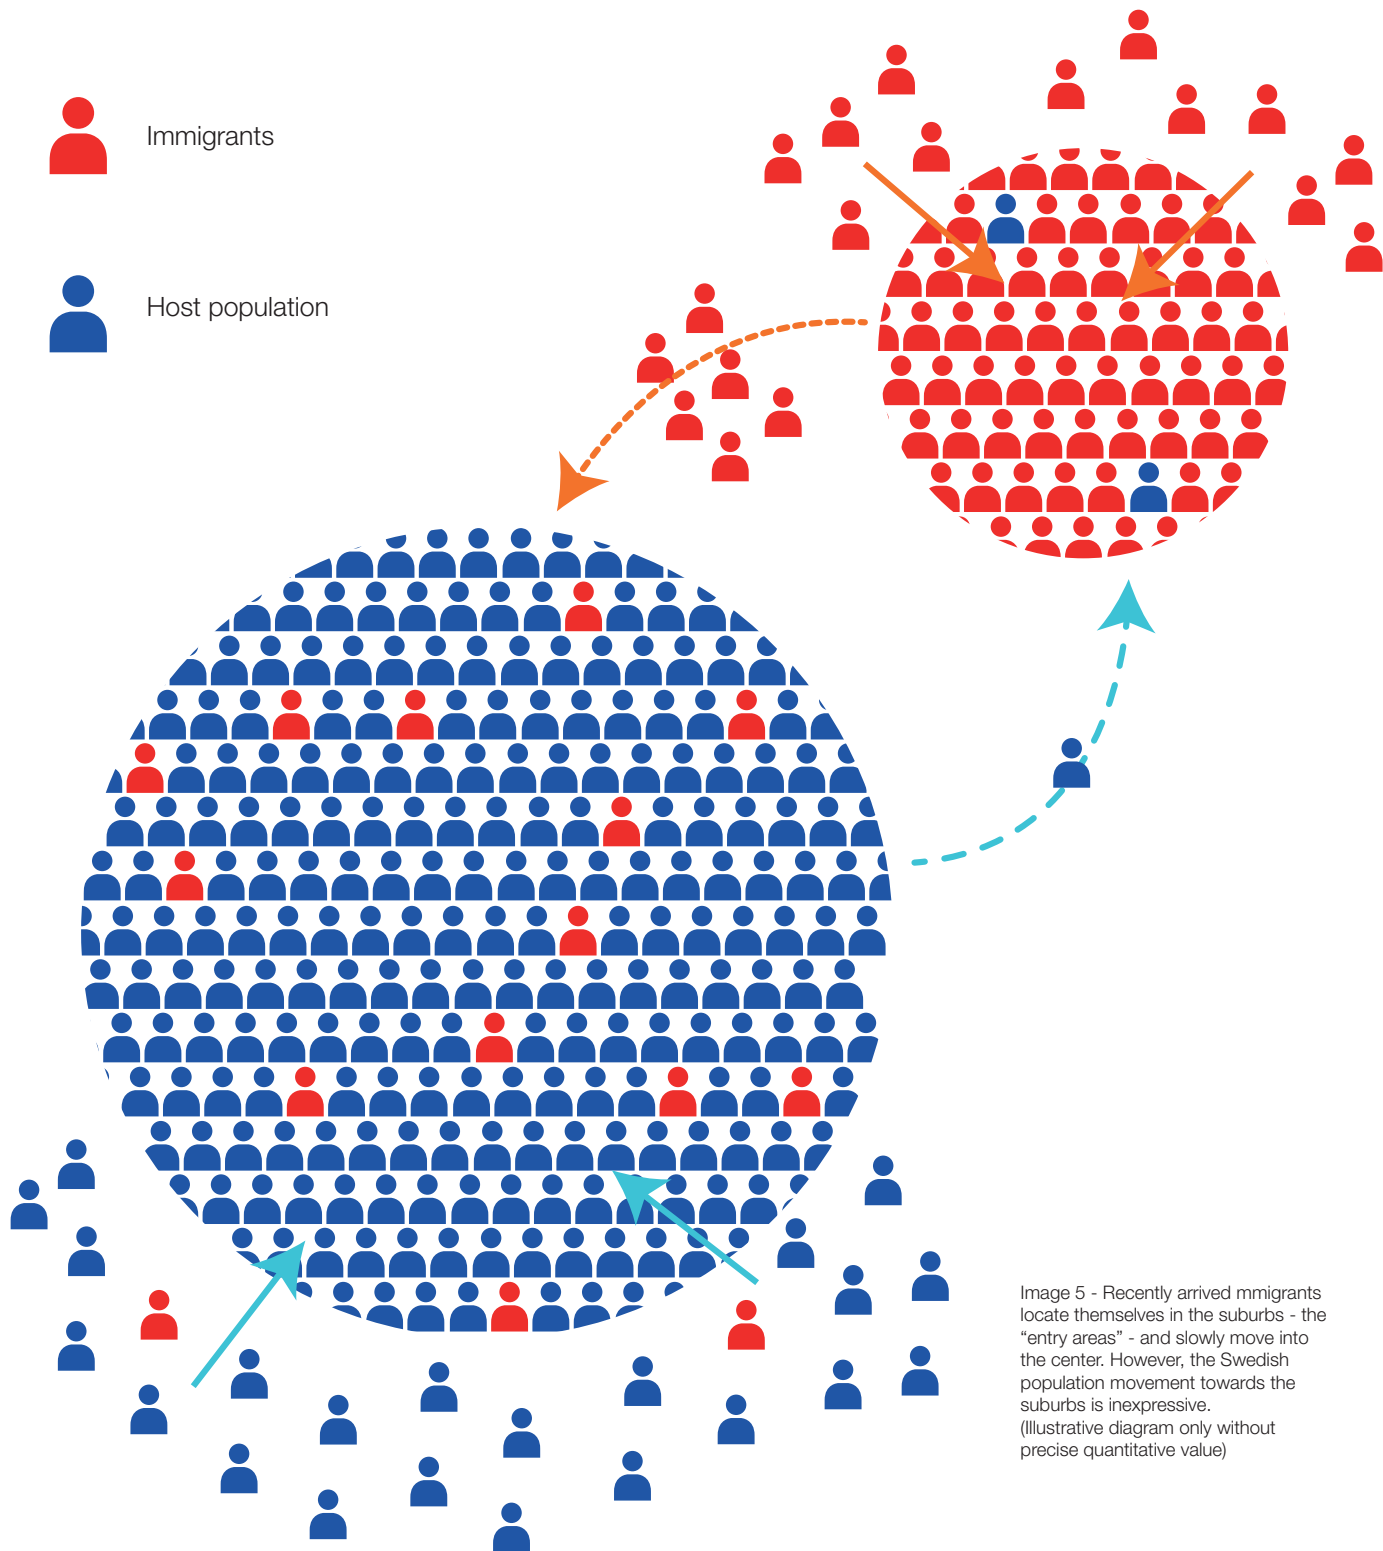 Immigrants
Host population
Image 5 - Recently arrived mmigrants
locate themselves in the suburbs - the
“entry areas” - and slowly move into
the center. However, the Swedish
population movement towards the
suburbs is inexpressive.
(Illustrative diagram only without
precise quantitative value)